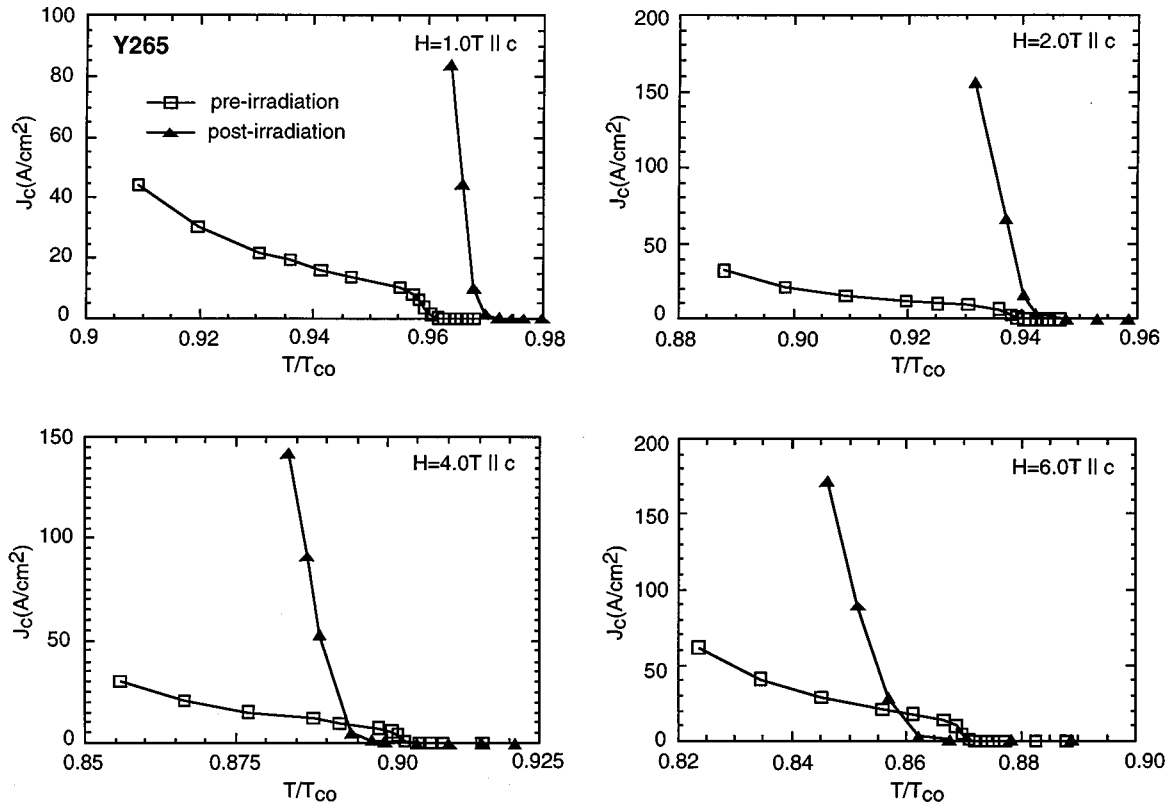 Y265
H=1.0T || c
pre-irradiation
post-irradiation
100
80
60
40
20
0
Jc(A/cm2)
0.9
0.92
0.94
0.96
0.98
T/Tco
H=2.0T || c
200
150
100
50
0
Jc(A/cm2)
0.88
0.90
0.92
0.94
0.96
T/Tco
H=4.0T || c
150
100
50
0
Jc(A/cm2)
0.85
0.875
0.90
0.925
T/Tco
H=6.0T || c
200
150
100
50
0
Jc(A/cm2)
0.82
0.84
0.86
0.88
0.90
T/Tco